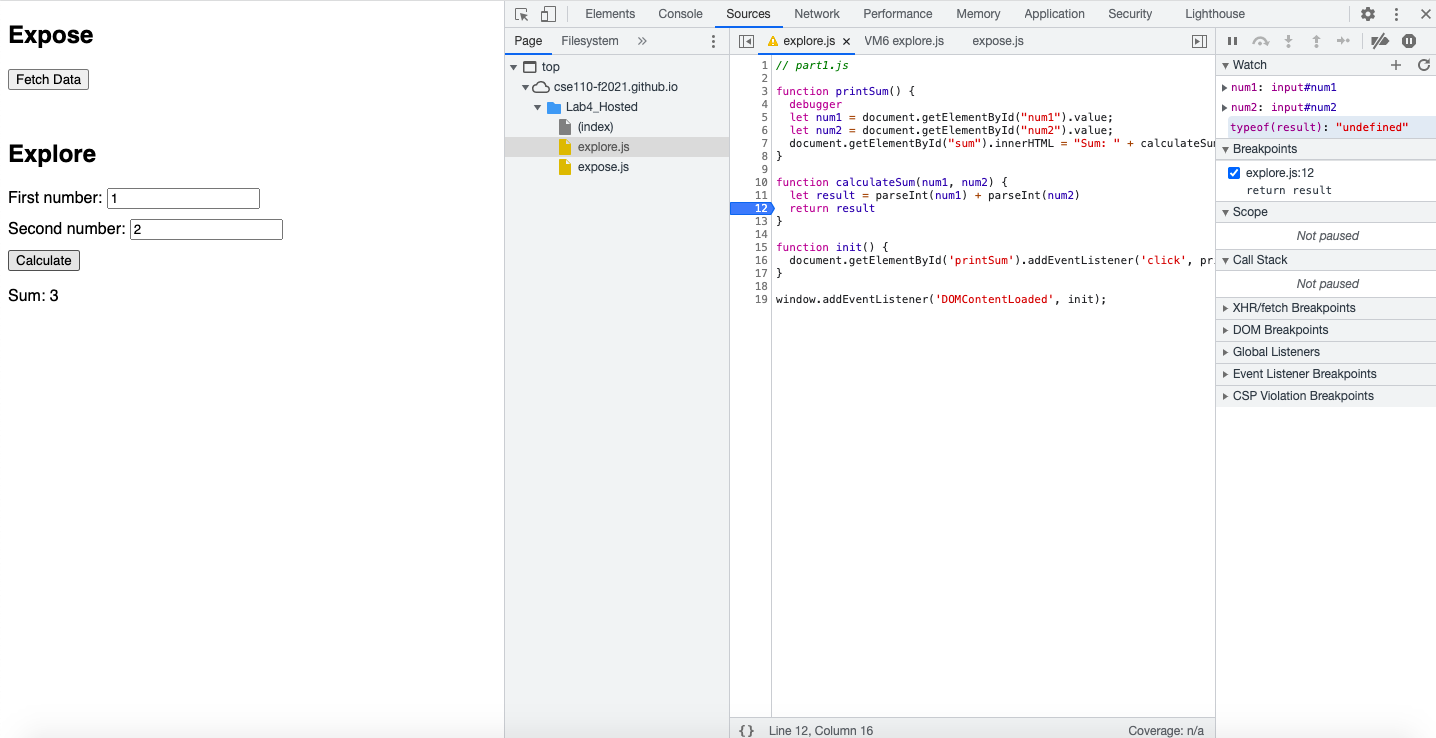 Expose
Fetch Data
Explore
First number: 1
Second number: 2
Calculate
Sum: 3
Elements Console Sources Network Performance Memory Application Security Lighthouse
Page Filesystem »
top
cse110-f2021.github.io
Lab4_Hosted
(index)
explore.js
expose.js
explore.js × VM6 explore.js expose.js
1 // part1.js
2
3 function printSum() {
4 debugger
5 let num1 = document.getElementById("num1").value;
6 let num2 = document.getElementById("num2").value;
7 document.getElementById("sum").innerHTML = "Sum: " + calculateSum
8 }
9
10 function calculateSum(num1, num2) {
11 let result = parseInt(num1) + parseInt(num2)
12 return result
13 }
14
15 function init() {
16 document.getElementById('printSum').addEventListener('click', pr
17 }
18
19 window.addEventListener('DOMContentLoaded', init);
{} Line 12, Column 16 Coverage: n/a
Watch
num1: input#num1
num2: input#num2
typeof(result): "undefined"
Breakpoints
explore.js:12
return result
Scope
Not paused
Call Stack
Not paused
XHR/fetch Breakpoints
DOM Breakpoints
Global Listeners
Event Listener Breakpoints
CSP Violation Breakpoints